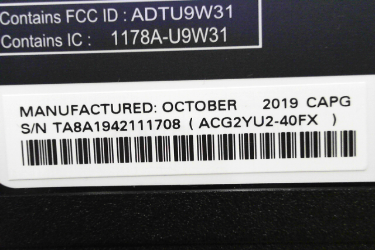 Contains FCC ID : ADTU9W31
Contains IC : 1178A-U9W31
MANUFACTURED: OCTOBER 2019 CAPG
S/N TA8A1942111708 ( ACG2YU2-40FX )